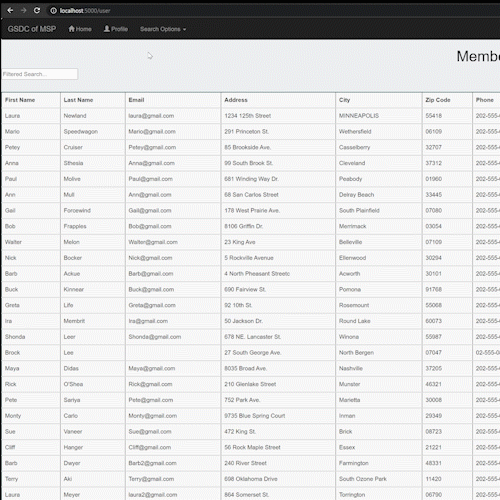 localhost:5000/user
GSDC of MSP Home Profile Search Options
Membe
Filtered Search...
First Name Last Name Email Address City Zip Code Phone
Laura Newland laura@gmail.com 1234 125th Street MINNEAPOLIS 55418 202-555-
Mario Speedwagon Mario@gmail.com 291 Princeton St. Wethersfield 06109 202-555-
Petey Cruiser Petey@gmail.com 85 Brookside Ave. Casselberry 32707 202-555-
Anna Sthesia Anna@gmail.com 99 South Brook St. Cleveland 37312 202-555-
Paul Molive Paul@gmail.com 681 Winding Way Dr. Peabody 01960 202-555-
Ann Mull Ann@gmail.com 68 San Carlos Street Delray Beach 33445 202-555-
Gail Forcewind Gail@gmail.com 178 West Prairie Ave. South Plainfield 07080 202-555-
Bob Frapples Bob@gmail.com 8106 Griffin Dr. Merrimack 03054 202-555-
Walter Melon Walter@gmail.com 23 King Ave Belleville 07109 202-555-
Nick Bocker Nick@gmail.com 5 Rockville Avenue Ellenwood 30294 202-555-
Barb Ackue Barb@gmail.com 4 North Pheasant Streetc Acworth 30101 202-555-
Buck Kinnear Buck@gmail.com 690 Fairview St. Pomona 91768 202-555-
Greta Life Greta@gmail.com 92 10th St. Rosemount 55068 202-555-
Ira Membrit Ira@gmail.com 50 Jackson Dr. Round Lake 60073 202-555-
Shonda Leer Shonda@gmail.com 678 NE. Lancaster St. Winona 55987 202-555-
Brock Lee 27 South George Ave. North Bergen 07047 02-555-0
Maya Didas Maya@gmail.com 8035 Broad Ave. Nashville 37205 202-555-
Rick O'Shea Rick@gmail.com 210 Glenlake Street Munster 46321 202-555-
Pete Sariya Pete@gmail.com 752 Park Ave. Marietta 30008 202-555-
Monty Carlo Monty@gmail.com 9735 Blue Spring Court Inman 29349 202-555-
Sue Vaneer Sue@gmail.com 472 King St. Brick 08723 202-555-
Cliff Hanger Cliff@gmail.com 56 Rock Maple Street Essex 21221 202-555-
Barb Dwyer Barb2@gmail.com 240 River Street Farmington 48331 202-555-
Terry Aki Terry@gmail.com 698 Oklahoma Drive South Ozone Park 11420 202-555-
Laura Meyer laura2@gmail.com 864 Somerset St. Torrington 06790 202-555-